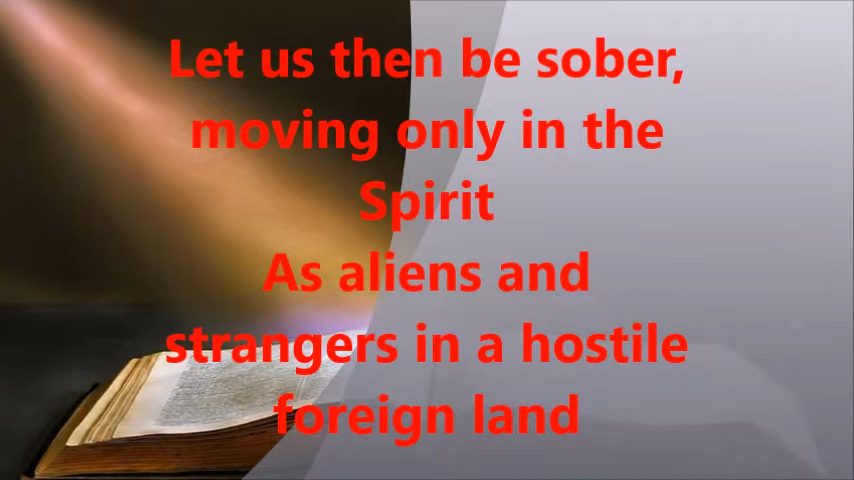 Let us then be sober,
moving only in the
Spirit
As aliens and
strangers in a hostile
foreign land